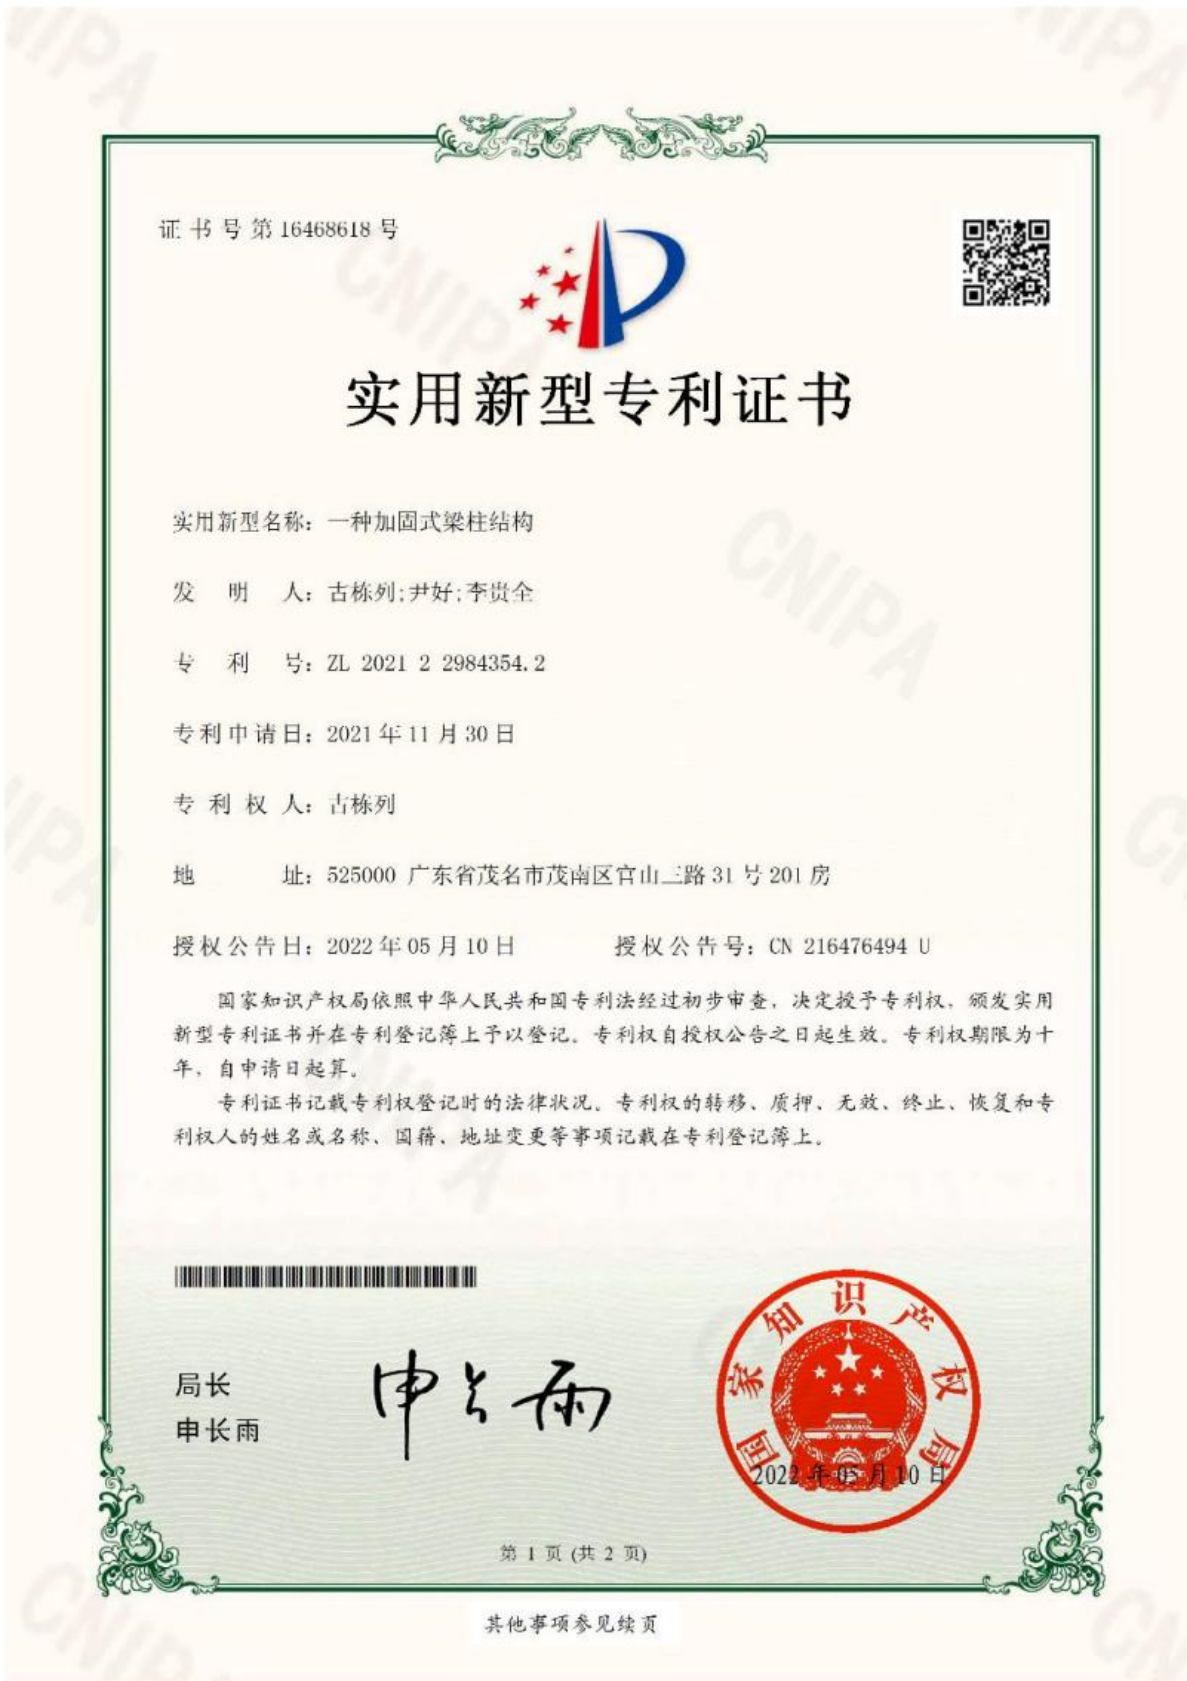 证书号第16468618号
实用新型专利证书
实用新型名称：一种加固式梁柱结构
发明人：古栋列;尹好;李贵全
专利号：ZL 2021 2 2984354.2
专利申请日：2021年11月30日
专利权人：古栋列
地址：525000 广东省茂名市茂南区官山三路31号201房
授权公告日：2022年05月10日 授权公告号：CN 216476494 U
国家知识产权局依照中华人民共和国专利法经过初步审查，决定授予专利权，颁发实用
新型专利证书并在专利登记簿上予以登记。专利权自授权公告之日起生效。专利权期限为十
年，自申请日起算。
专利证书记载专利权登记时的法律状况。专利权的转移、质押、无效、终止、恢复和专
利权人的姓名或名称、国籍、地址变更等事项记载在专利登记簿上。
局长
申长雨
申长雨
国家知识产权局
2022年05月10日
第 1 页 (共 2 页)
其他事项参见续页
CNIPA
CNIPA
CNIPA
CNIPA
CNIPA